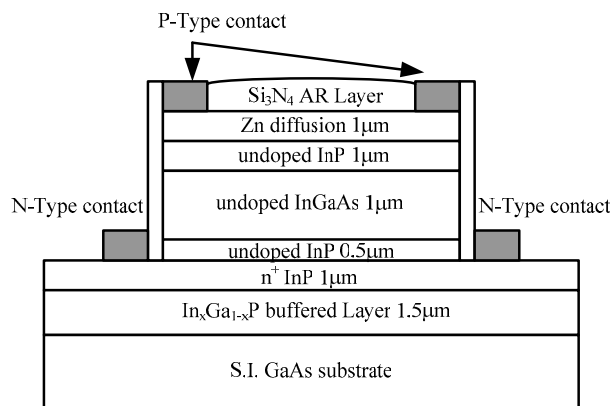 P-Type contact
Si₃N₄ AR Layer
Zn diffusion 1μm
undoped InP 1μm
undoped InGaAs 1μm
N-Type contact
N-Type contact
undoped InP 0.5μm
n⁺ InP 1μm
InₓGa₁₋ₓP buffered Layer 1.5μm
S.I. GaAs substrate